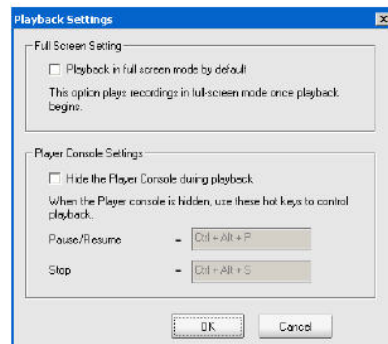 Playback Settings
Full Screen Setting
Playback in full screen mode by default
This option plays recordings in full-screen mode once playback
begins.
Player Console Settings
Hide the Player Console during playback
When the Player console is hidden, use these hot keys to control
playback.
Pause/Resume = Ctrl + Alt + P
Stop = Ctrl + Alt + S
OK Cancel